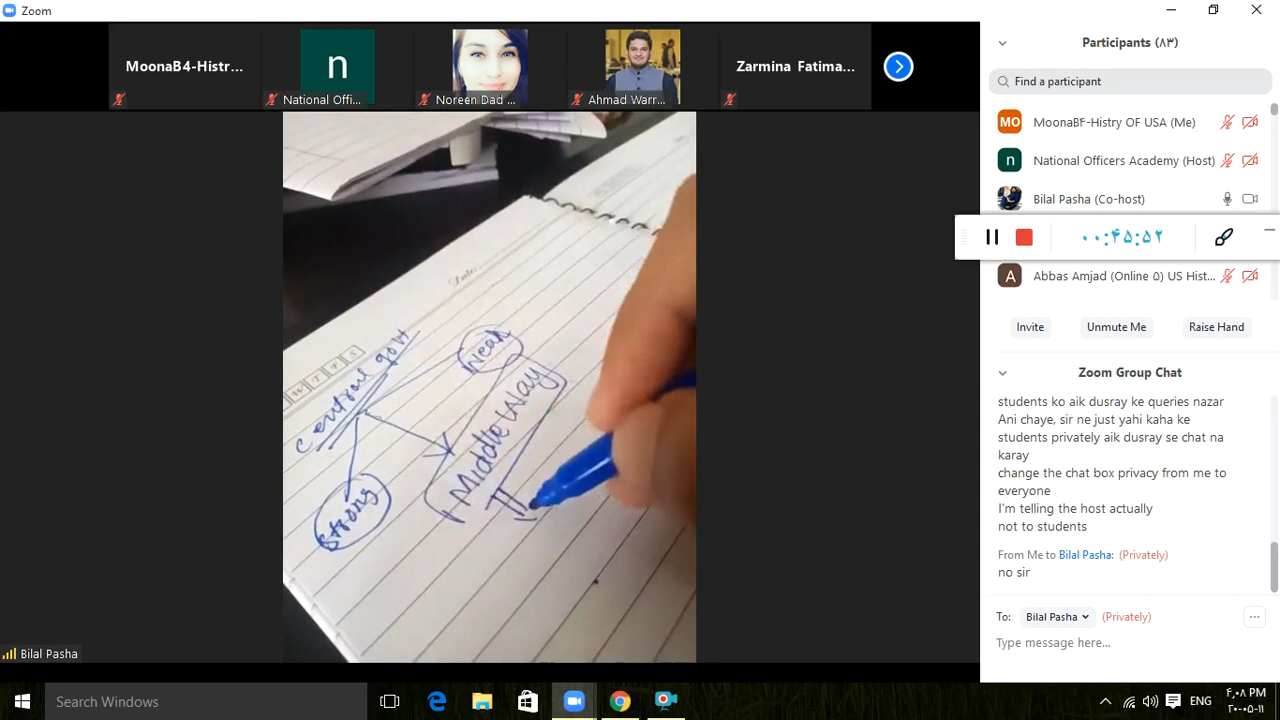 Zoom
MoonaB4-Histr...
n
National Offi...
Noreen Dad ...
Ahmad Warr...
Zarmina Fatima...
Participants (۸۳)
Find a participant
MO
MoonaB۴-Histry OF USA (Me)
n
National Officers Academy (Host)
Bilal Pasha (Co-host)
۰۰:۴۵:۵۲
A
Abbas Amjad (Online ۵) US Hist...
Invite
Unmute Me
Raise Hand
Zoom Group Chat
students ko aik dusray ke queries nazar
Ani chaye, sir ne just yahi kaha ke
students privately aik dusray se chat na
karay
change the chat box privacy from me to
everyone
I'm telling the host actually
not to students
From Me to Bilal Pasha: (Privately)
no sir
To: Bilal Pasha (Privately)
Type message here...
Date:
W T F S
Central govt
weak
Middle Way
Strong
Bilal Pasha
Search Windows
ENG
۴:۰۸ PM
۲۰۰۰-۰۵-۱۱